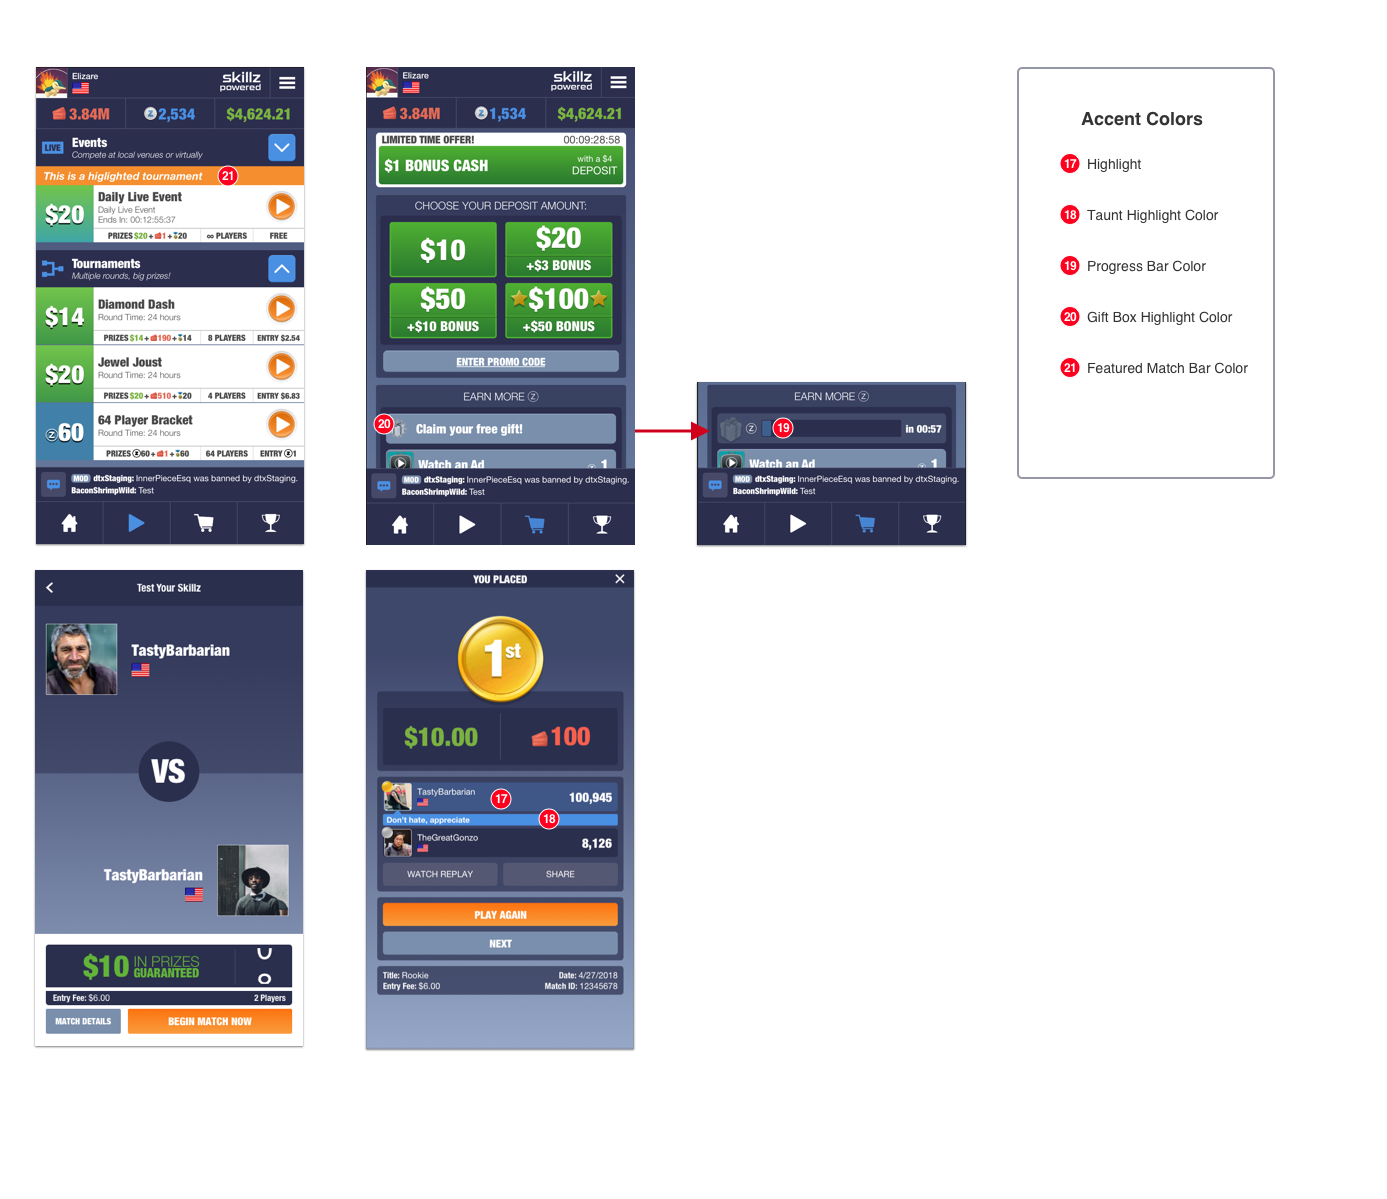 Elizare
skillz
powered
3.84M
Z 2,534
$4,624.21
LIVE
Events
Compete at local venues or virtually
This is a higlighted tournament
21
$20
Daily Live Event
Daily Live Event
Ends In: 00:12:55:37
PRIZES $20 + 1 + 20
∞ PLAYERS
FREE
Tournaments
Multiple rounds, big prizes!
$14
Diamond Dash
Round Time: 24 hours
PRIZES $14 + 190 + 14
8 PLAYERS
ENTRY $2.54
$20
Jewel Joust
Round Time: 24 hours
PRIZES $20 + 510 + 20
4 PLAYERS
ENTRY $6.83
Z 60
64 Player Bracket
Round Time: 24 hours
PRIZES Z 60 + 1 + 60
64 PLAYERS
ENTRY Z 1
MOD dtxStaging: InnerPieceEsq was banned by dtxStaging.
BaconShrimpWild: Test
Elizare
skillz
powered
3.84M
Z 1,534
$4,624.21
LIMITED TIME OFFER!
00:09:28:58
$1 BONUS CASH
with a $4
DEPOSIT
CHOOSE YOUR DEPOSIT AMOUNT:
$10
$20
+$3 BONUS
$50
+$10 BONUS
$100
+$50 BONUS
ENTER PROMO CODE
EARN MORE Z
20
Claim your free gift!
Watch an Ad
Z 1
MOD dtxStaging: InnerPieceEsq was banned by dtxStaging.
BaconShrimpWild: Test
EARN MORE Z
Z
19
in 00:57
Watch an Ad
Z 1
MOD dtxStaging: InnerPieceEsq was banned by dtxStaging.
BaconShrimpWild: Test
Accent Colors
17 Highlight
18 Taunt Highlight Color
19 Progress Bar Color
20 Gift Box Highlight Color
21 Featured Match Bar Color
Test Your Skillz
TastyBarbarian
VS
TastyBarbarian
$10 IN PRIZES
GUARANTEED
Entry Fee: $6.00
2 Players
MATCH DETAILS
BEGIN MATCH NOW
YOU PLACED
1st
$10.00
100
TastyBarbarian
17
100,945
Don't hate, appreciate
18
TheGreatGonzo
8,126
WATCH REPLAY
SHARE
PLAY AGAIN
NEXT
Title: Rookie
Date: 4/27/2018
Entry Fee: $6.00
Match ID: 12345678